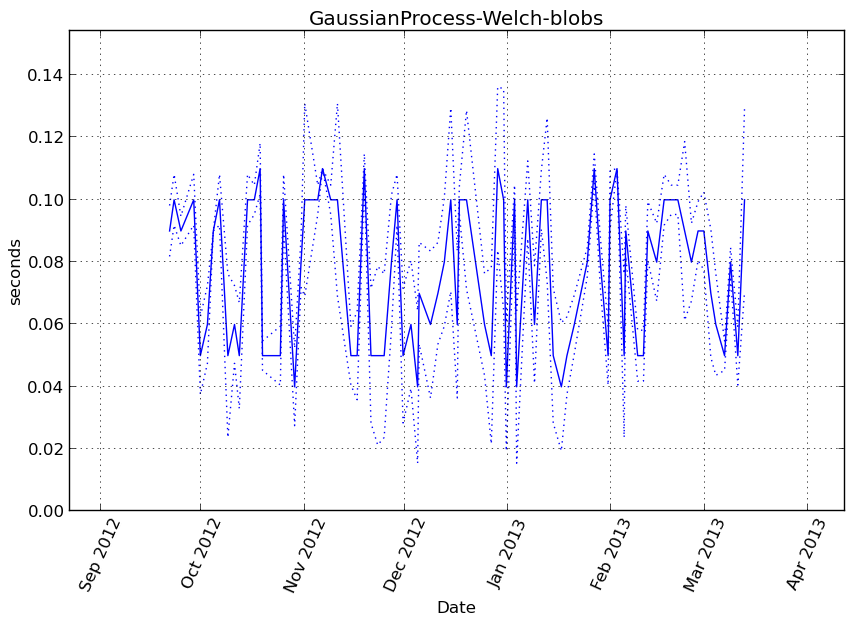 GaussianProcess-Welch-blobs
0.14
0.12
0.10
0.08
0.06
0.04
0.02
0.00
seconds
Sep 2012
Oct 2012
Nov 2012
Dec 2012
Jan 2013
Feb 2013
Mar 2013
Apr 2013
Date